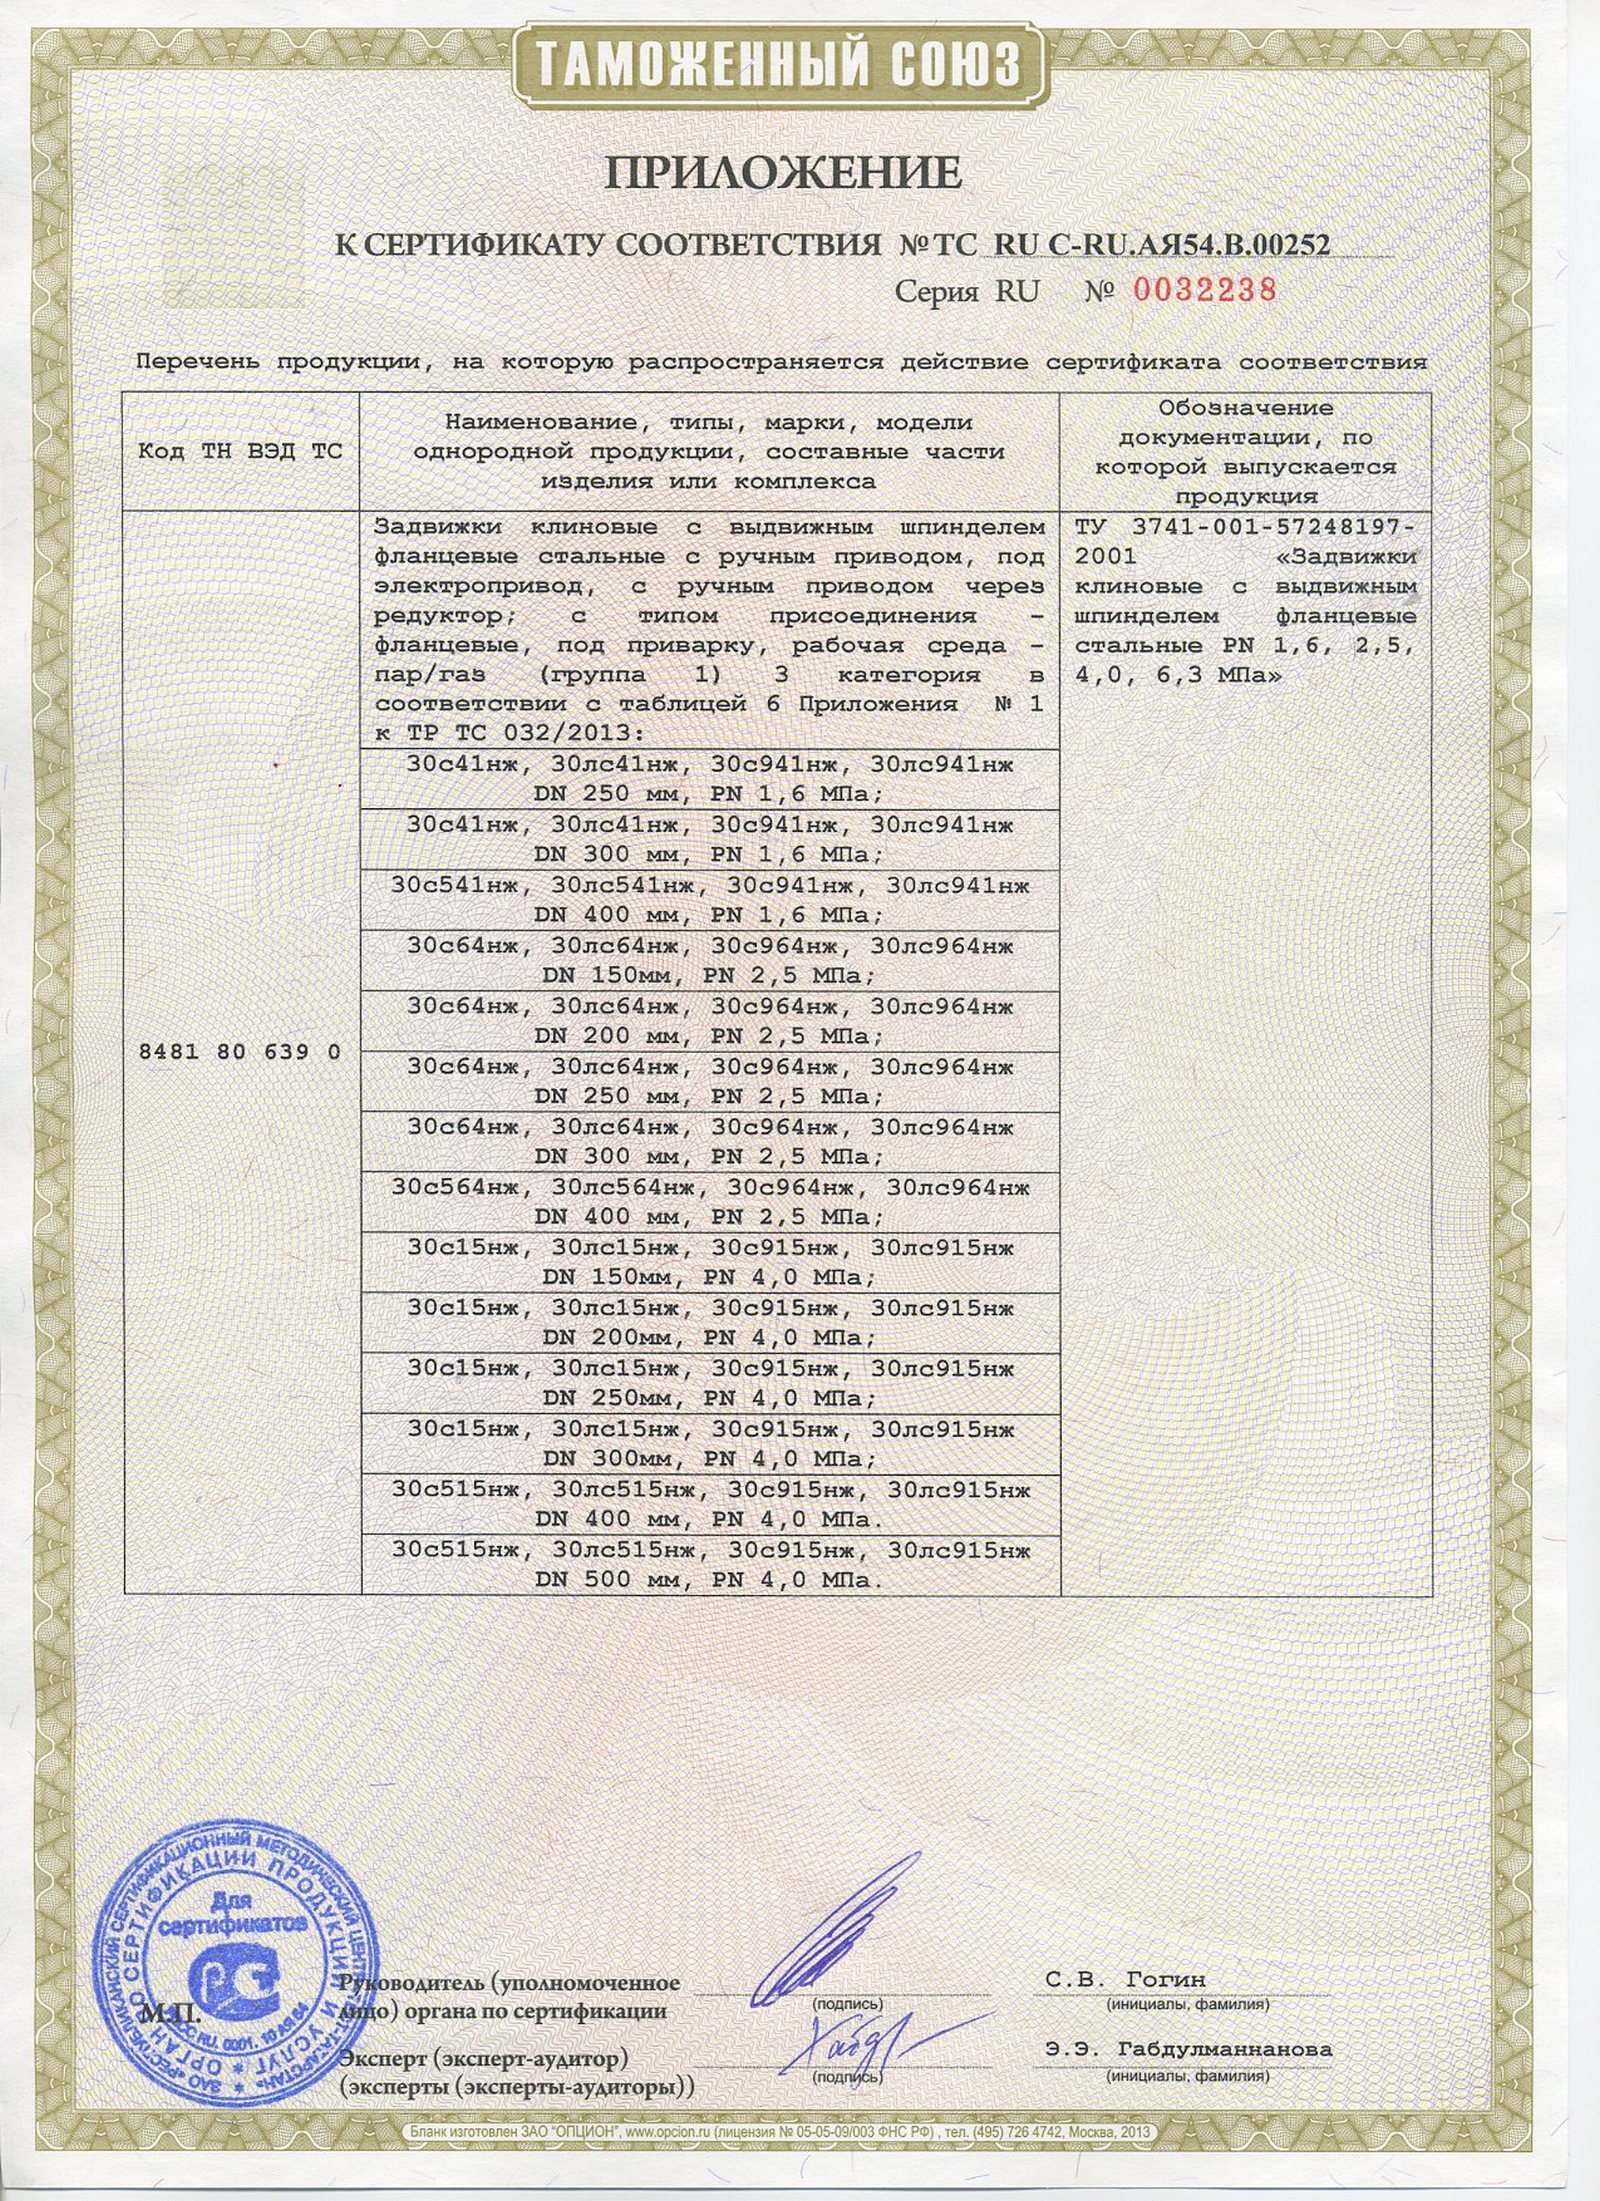 ТАМОЖЕННЫЙ СОЮЗ
ПРИЛОЖЕНИЕ
К СЕРТИФИКАТУ СООТВЕТСТВИЯ № ТС RU C-RU.АЯ54.В.00252
Серия RU № 0032238
Перечень продукции, на которую распространяется действие сертификата соответствия
Код ТН ВЭД ТС
Наименование, типы, марки, модели
однородной продукции, составные части
изделия или комплекса
Обозначение
документации, по
которой выпускается
продукция
8481 80 639 0
Задвижки клиновые с выдвижным шпинделем
фланцевые стальные с ручным приводом, под
электропривод, с ручным приводом через
редуктор; с типом присоединения –
фланцевые, под приварку, рабочая среда –
пар/газ (группа 1) 3 категория в
соответствии с таблицей 6 Приложения № 1
к ТР ТС 032/2013:
30с41нж, 30лс41нж, 30с941нж, 30лс941нж
DN 250 мм, PN 1,6 МПа;
30с41нж, 30лс41нж, 30с941нж, 30лс941нж
DN 300 мм, PN 1,6 МПа;
30с541нж, 30лс541нж, 30с941нж, 30лс941нж
DN 400 мм, PN 1,6 МПа;
30с64нж, 30лс64нж, 30с964нж, 30лс964нж
DN 150мм, PN 2,5 МПа;
30с64нж, 30лс64нж, 30с964нж, 30лс964нж
DN 200 мм, PN 2,5 МПа;
30с64нж, 30лс64нж, 30с964нж, 30лс964нж
DN 250 мм, PN 2,5 МПа;
30с64нж, 30лс64нж, 30с964нж, 30лс964нж
DN 300 мм, PN 2,5 МПа;
30с564нж, 30лс564нж, 30с964нж, 30лс964нж
DN 400 мм, PN 2,5 МПа;
30с15нж, 30лс15нж, 30с915нж, 30лс915нж
DN 150мм, PN 4,0 МПа;
30с15нж, 30лс15нж, 30с915нж, 30лс915нж
DN 200мм, PN 4,0 МПа;
30с15нж, 30лс15нж, 30с915нж, 30лс915нж
DN 250мм, PN 4,0 МПа;
30с15нж, 30лс15нж, 30с915нж, 30лс915нж
DN 300мм, PN 4,0 МПа;
30с515нж, 30лс515нж, 30с915нж, 30лс915нж
DN 400 мм, PN 4,0 МПа.
30с515нж, 30лс515нж, 30с915нж, 30лс915нж
DN 500 мм, PN 4,0 МПа.
ТУ 3741-001-57248197-
2001 «Задвижки
клиновые с выдвижным
шпинделем фланцевые
стальные PN 1,6, 2,5,
4,0, 6,3 МПа»
ЗАО «РЕСПУБЛИКАНСКИЙ СЕРТИФИКАЦИОННЫЙ МЕТОДИЧЕСКИЙ ЦЕНТР
ОРГАН ПО СЕРТИФИКАЦИИ ПРОДУКЦИИ И УСЛУГ
Для
сертификатов
М.П.
Руководитель (уполномоченное
лицо) органа по сертификации
(подпись)
С.В. Гогин
(инициалы, фамилия)
Эксперт (эксперт-аудитор)
(эксперты (эксперты-аудиторы))
(подпись)
Э.Э. Габдулманнанова
(инициалы, фамилия)
Бланк изготовлен ЗАО "ОПЦИОН", www.opcion.ru (лицензия № 05-05-09/003 ФНС РФ) , тел. (495) 726 4742, Москва, 2013